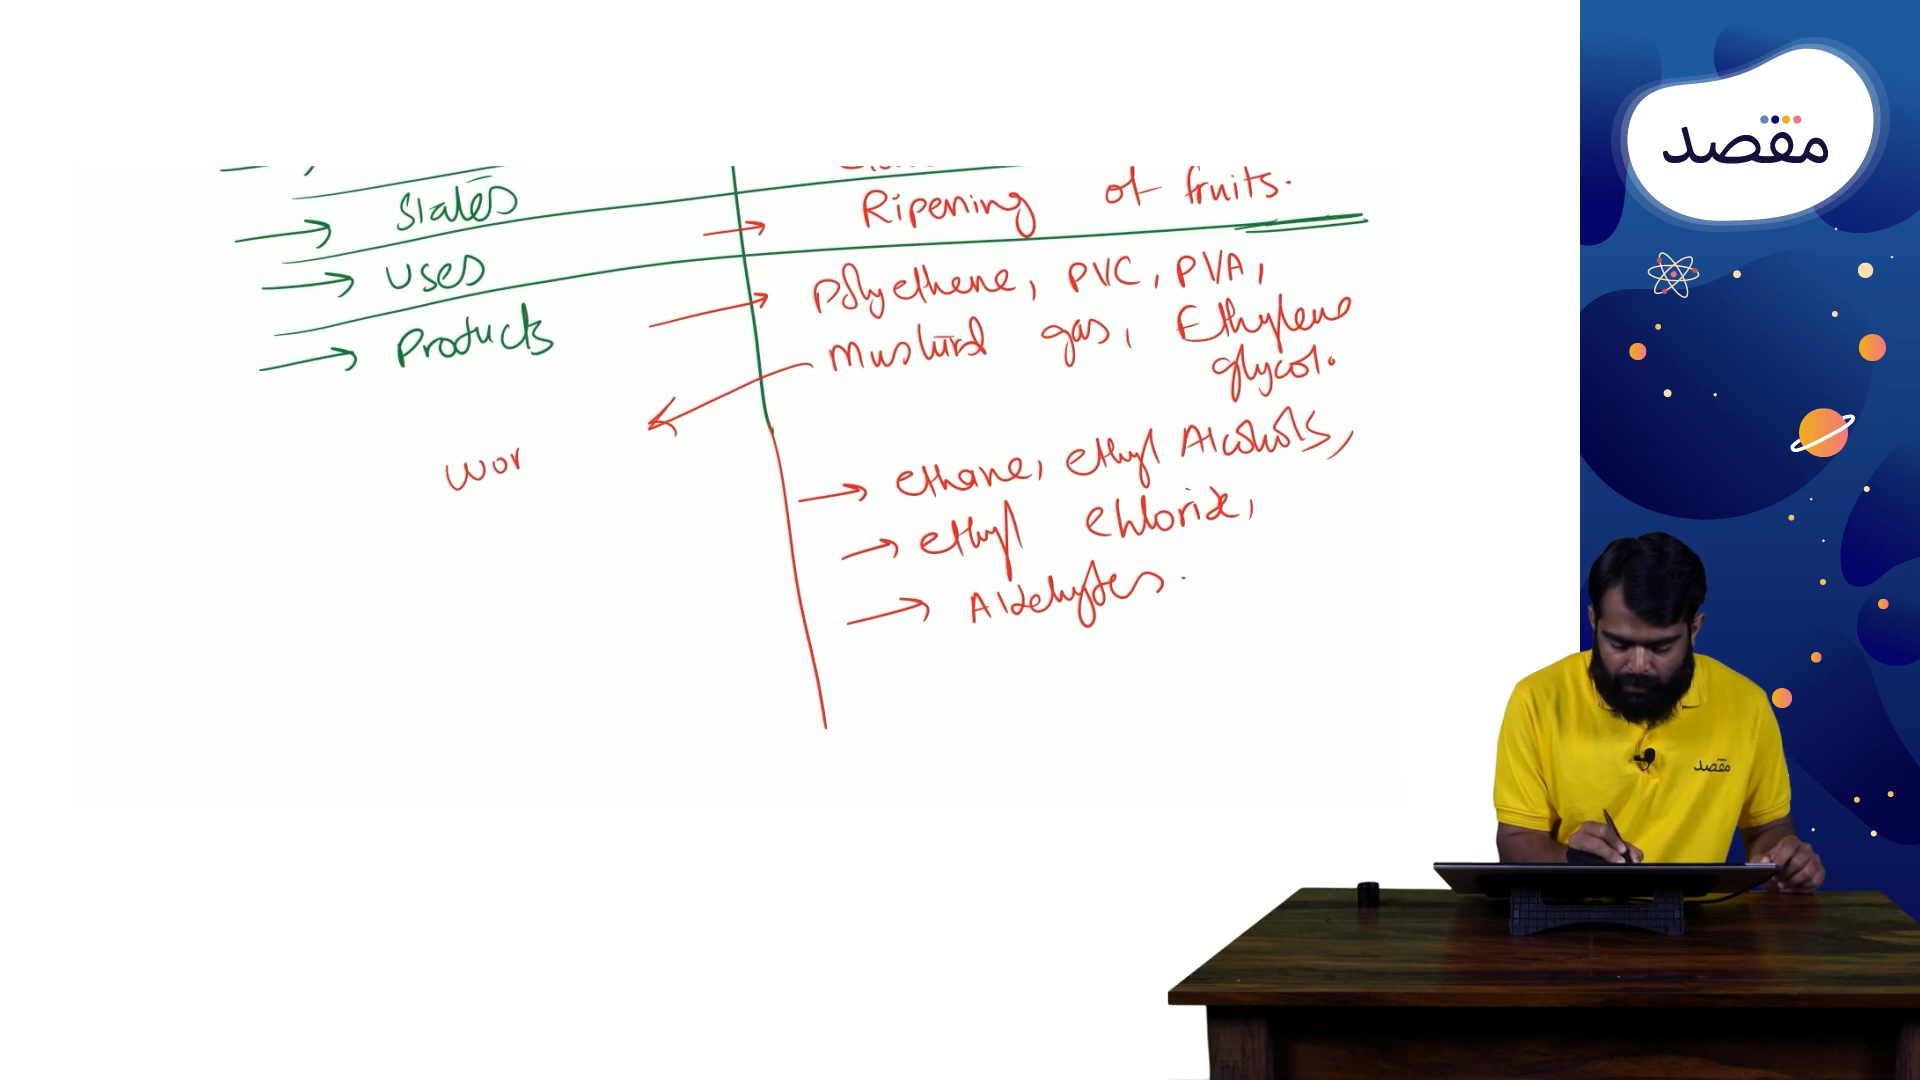 States
Ripening of fruits.
uses
Polyethene, PVC, PVA,
Products
Mustard gas, Ethylene
glycol.
wor
ethane, ethyl Alcohols,
ethyl chloride,
Aldehydes.
مقصد
مقصد